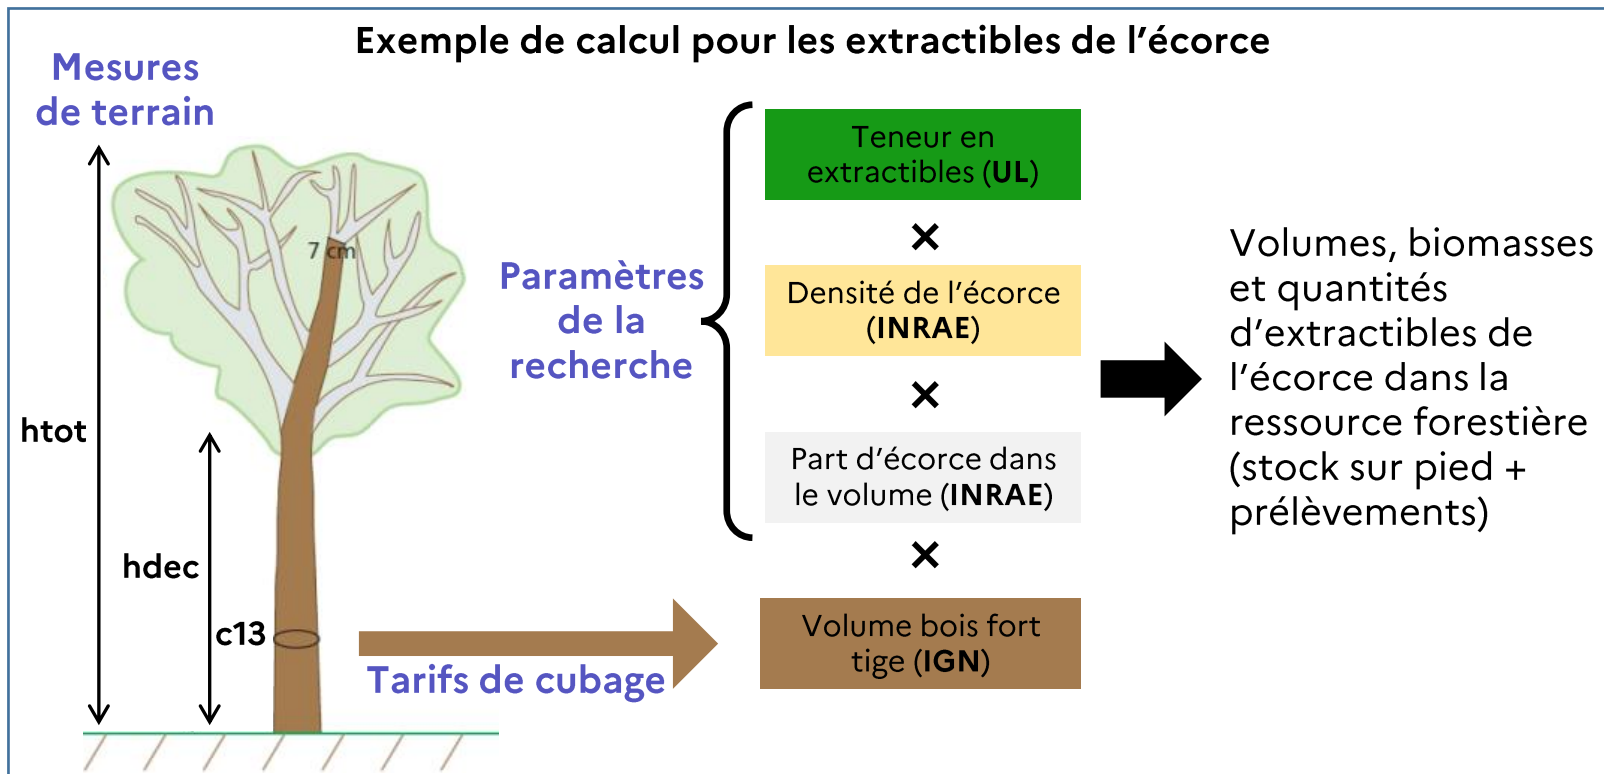 Exemple de calcul pour les extractibles de l’écorce
Mesures
de terrain
htot
hdec
c13
7 cm
Tarifs de cubage
Paramètres
de la
recherche
Teneur en
extractibles (UL)
×
Densité de l’écorce
(INRAE)
×
Part d’écorce dans
le volume (INRAE)
×
Volume bois fort
tige (IGN)
Volumes, biomasses
et quantités
d’extractibles de
l’écorce dans la
ressource forestière
(stock sur pied +
prélèvements)